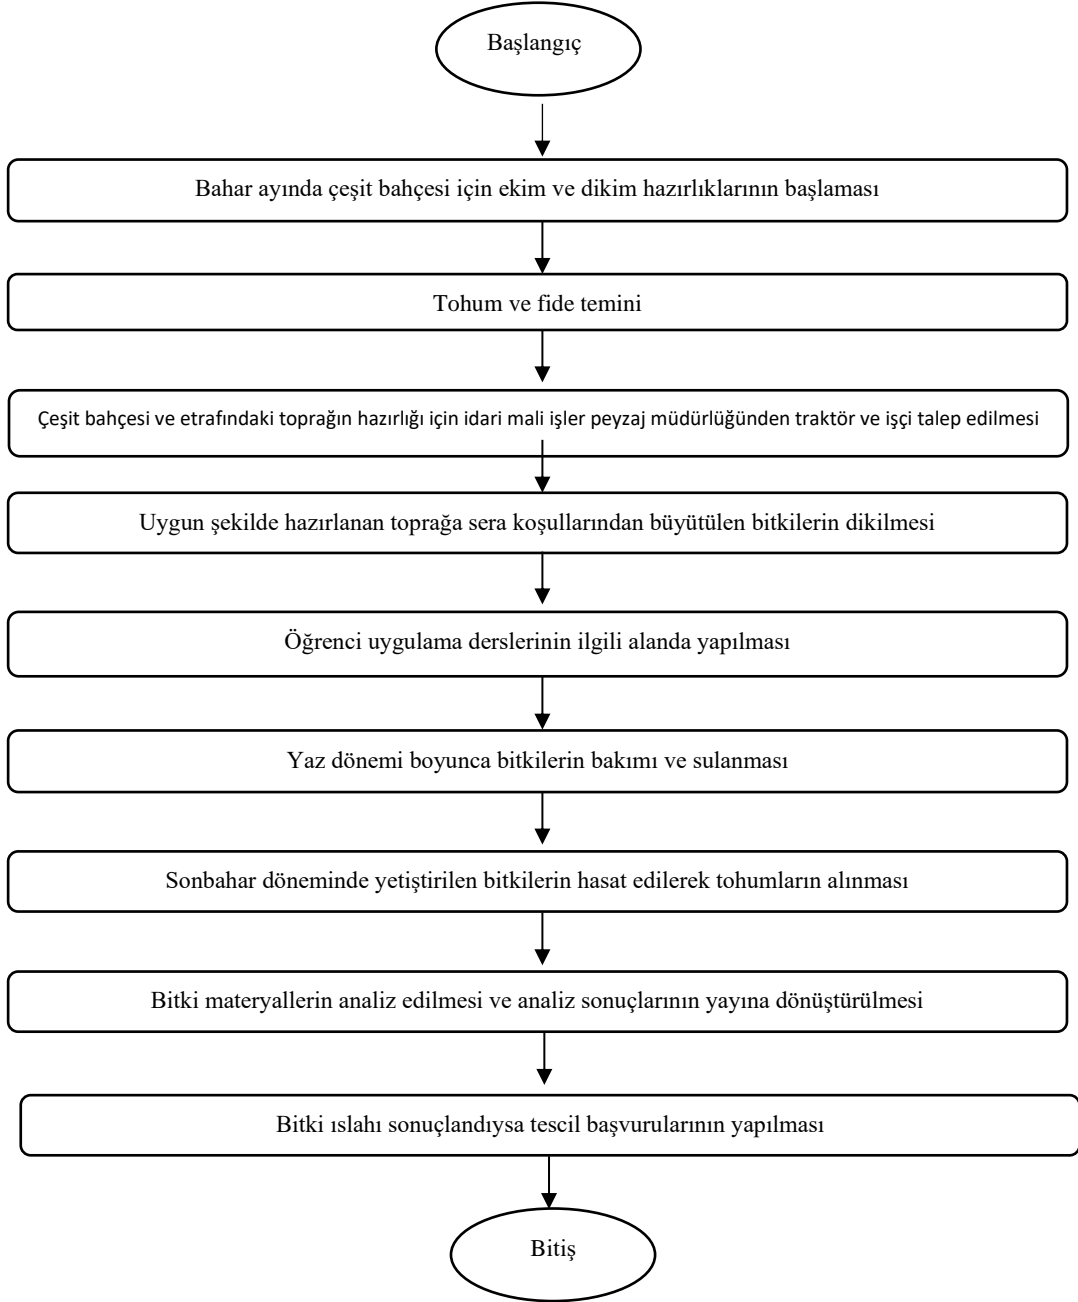 Başlangıç
Bahar ayında çeşit bahçesi için ekim ve dikim hazırlıklarının başlaması
Tohum ve fide temini
Çeşit bahçesi ve etrafındaki toprağın hazırlığı için idari mali işler peyzaj müdürlüğünden traktör ve işçi talep edilmesi
Uygun şekilde hazırlanan toprağa sera koşullarından büyütülen bitkilerin dikilmesi
Öğrenci uygulama derslerinin ilgili alanda yapılması
Yaz dönemi boyunca bitkilerin bakımı ve sulanması
Sonbahar döneminde yetiştirilen bitkilerin hasat edilerek tohumların alınması
Bitki materyallerin analiz edilmesi ve analiz sonuçlarının yayına dönüştürülmesi
Bitki ıslahı sonuçlandıysa tescil başvurularının yapılması
Bitiş